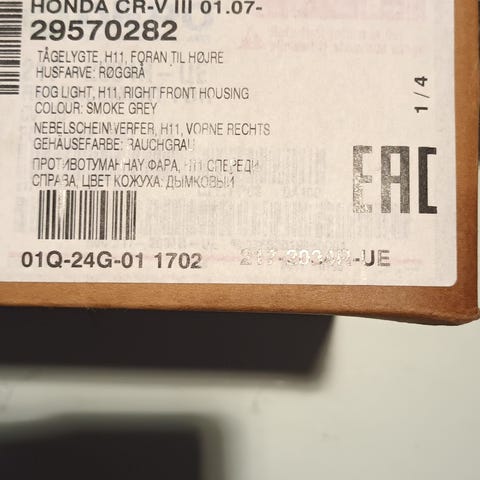 HONDA CR-V III 01.07-
29570282
TÅGELYGTE, H11, FORAN TIL HØJRE
HUSFARVE: RØGGRÅ
FOG LIGHT, H11, RIGHT FRONT HOUSING
COLOUR: SMOKE GREY
NEBELSCHEINWERFER, H11, VORNE RECHTS
GEHÄUSEFARBE: RAUCHGRAU
ПРОТИВОТУМАННАУ ФАРА, H11 СПЕРЕДИ
СПРАВА, ЦВЕТ КОЖУХА: ДЫМКОВЫЙ
1 / 4
EAC
01Q-24G-01 1702
-UE